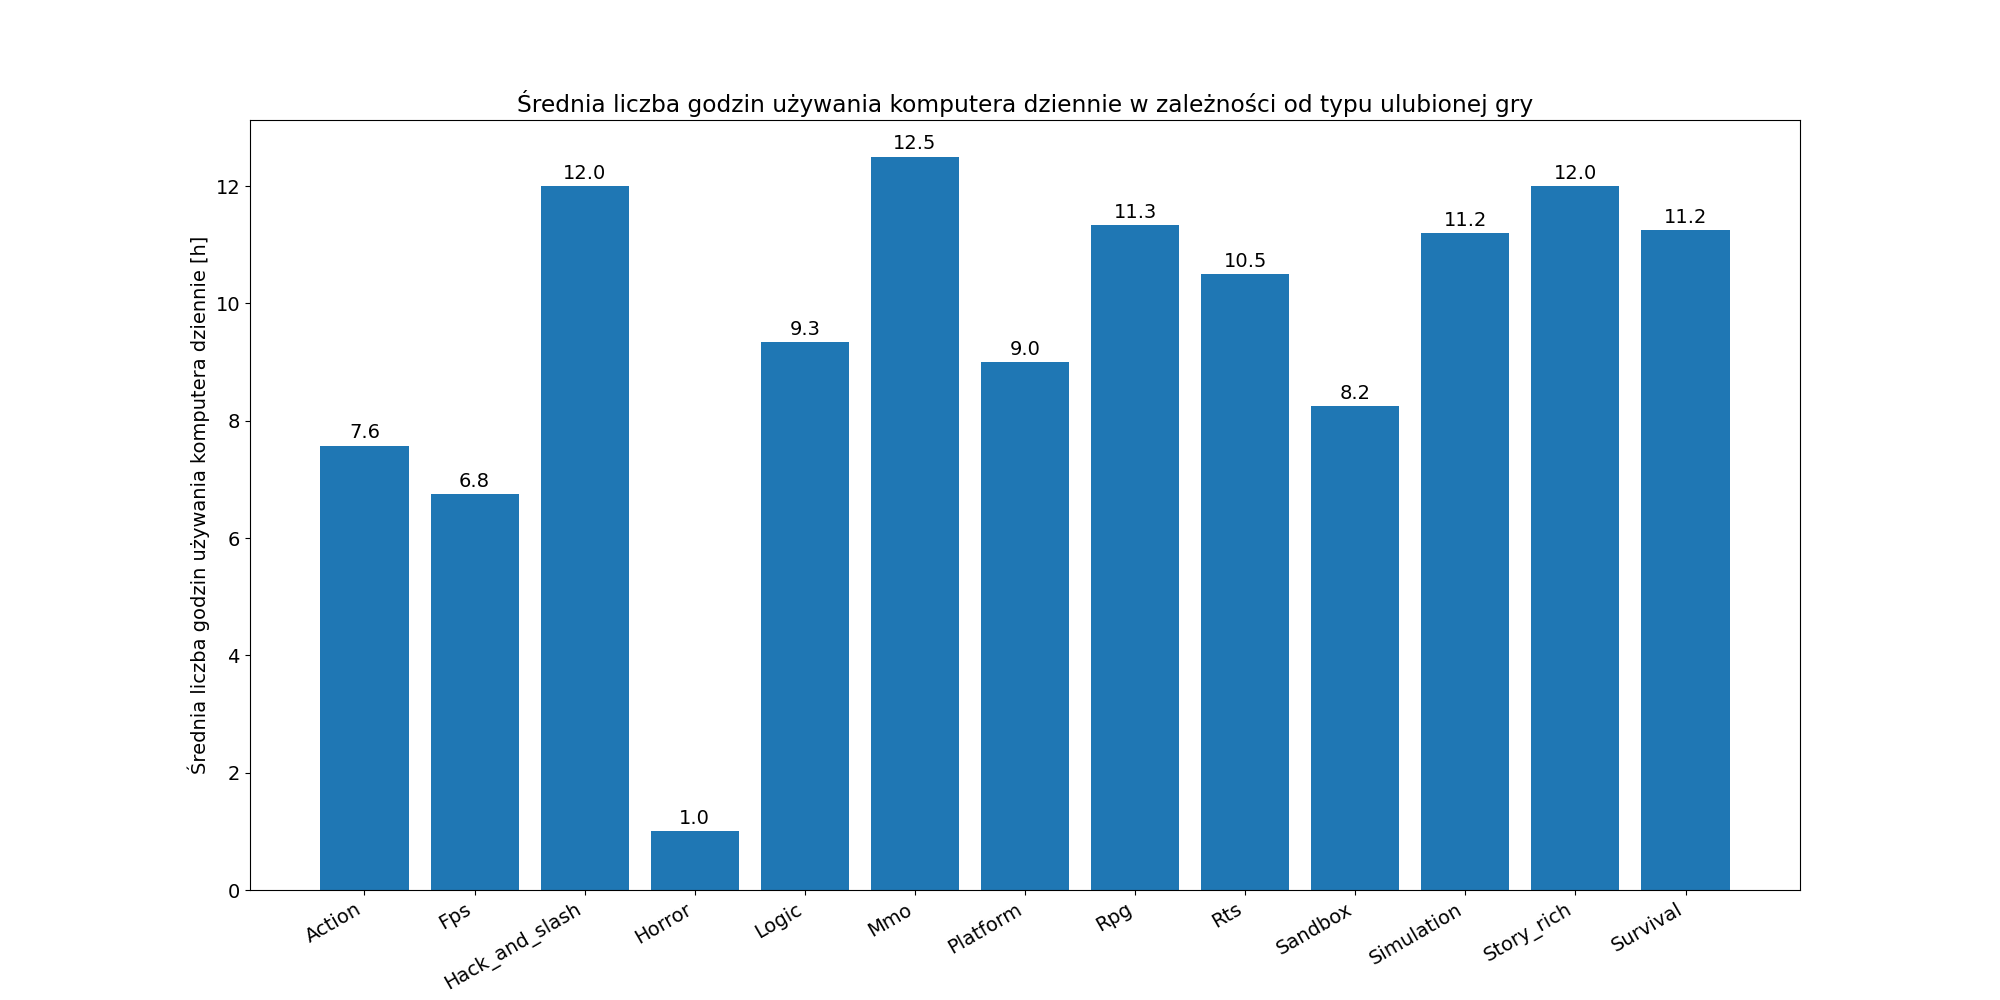 Średnia liczba godzin używania komputera dziennie w zależności od typu ulubionej gry
Średnia liczba godzin używania komputera dziennie [h]
12
10
8
6
4
2
0
7.6
6.8
12.0
1.0
9.3
12.5
9.0
11.3
10.5
8.2
11.2
12.0
11.2
Action
Fps
Hack_and_slash
Horror
Logic
Mmo
Platform
Rpg
Rts
Sandbox
Simulation
Story_rich
Survival